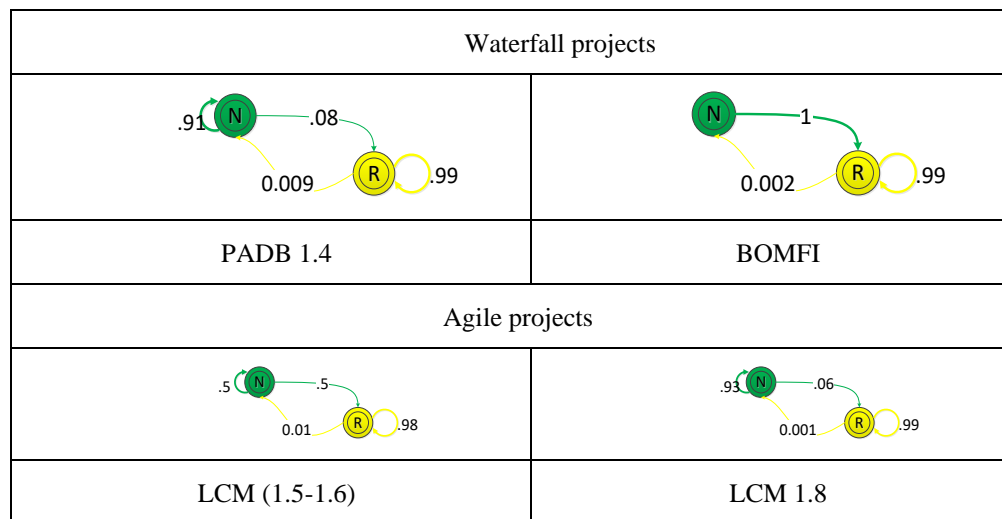 Waterfall projects
N
.91
.08
R
0.009
.99
N
1
R
0.002
.99
PADB 1.4
BOMFI
Agile projects
N
.5
.5
R
0.01
.98
N
.93
.06
R
0.001
.99
LCM (1.5-1.6)
LCM 1.8